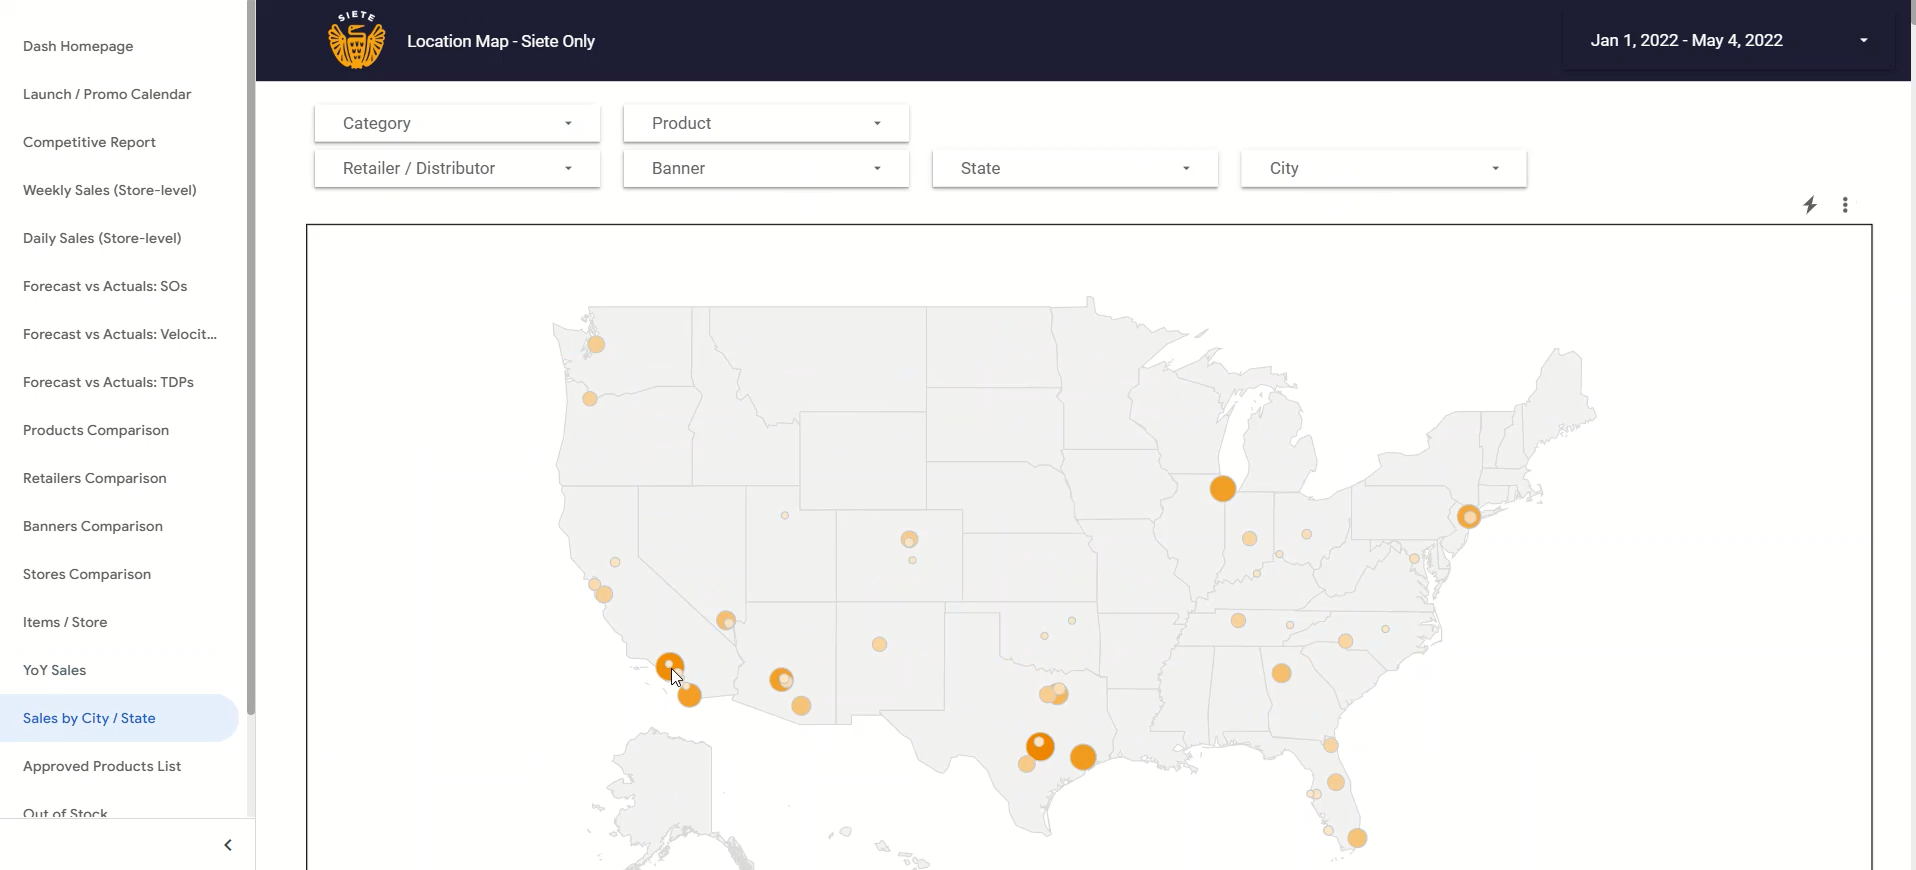 Dash Homepage
Launch / Promo Calendar
Competitive Report
Weekly Sales (Store-level)
Daily Sales (Store-level)
Forecast vs Actuals: SOs
Forecast vs Actuals: Velocit...
Forecast vs Actuals: TDPs
Products Comparison
Retailers Comparison
Banners Comparison
Stores Comparison
Items / Store
YoY Sales
Sales by City / State
Approved Products List
Out of Stock
SIETE
Location Map - Siete Only
Jan 1, 2022 - May 4, 2022
Category
Product
Retailer / Distributor
Banner
State
City